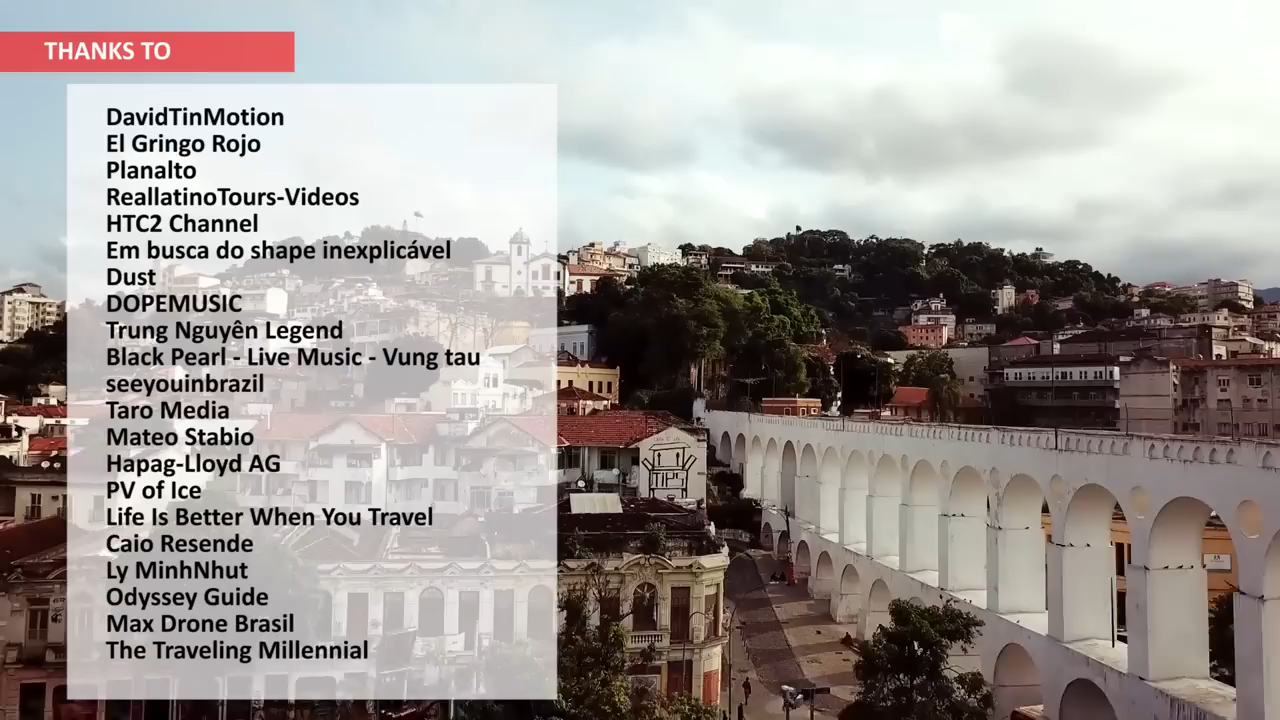 THANKS TO
DavidTinMotion
El Gringo Rojo
Planalto
ReallatinoTours-Videos
HTC2 Channel
Em busca do shape inexplicável
Dust
DOPEMUSIC
Trung Nguyên Legend
Black Pearl - Live Music - Vung tau
seeyouinbrazil
Taro Media
Mateo Stabio
Hapag-Lloyd AG
PV of Ice
Life Is Better When You Travel
Caio Resende
Ly MinhNhut
Odyssey Guide
Max Drone Brasil
The Traveling Millennial